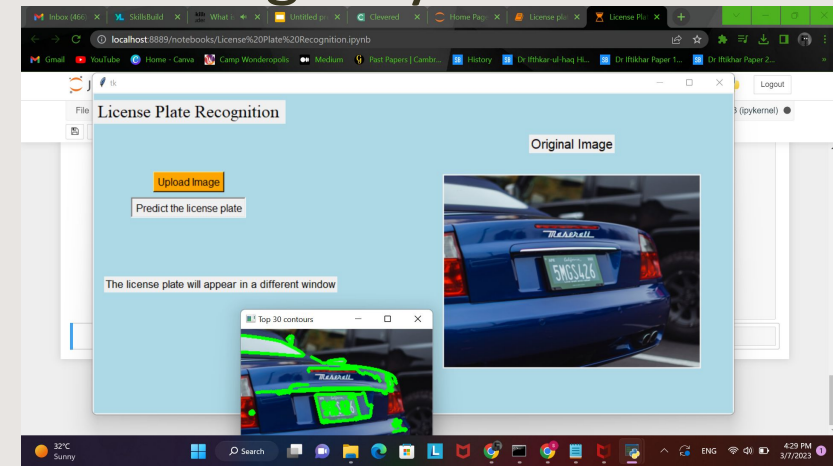 Inbox (466
SkillsBuild
What i
Untitled pr
Clevered
Home Page
License pla
License Pla
localhost:8889/notebooks/License%20Plate%20Recognition.ipynb
Gmail
YouTube
Home - Canva
Camp Wonderopolis
Medium
Past Papers | Cambr...
History
Dr Ifthkar-ul-haq Hi...
Dr Iftikhar Paper 1...
Dr Iftikhar Paper 2...
tk
Logout
File
(ipykernel)
License Plate Recognition
Original Image
Upload Image
Predict the license plate
5MGS426
The license plate will appear in a different window
Top 30 contours
32°C
Sunny
Search
ENG
4:29 PM
3/7/2023
1